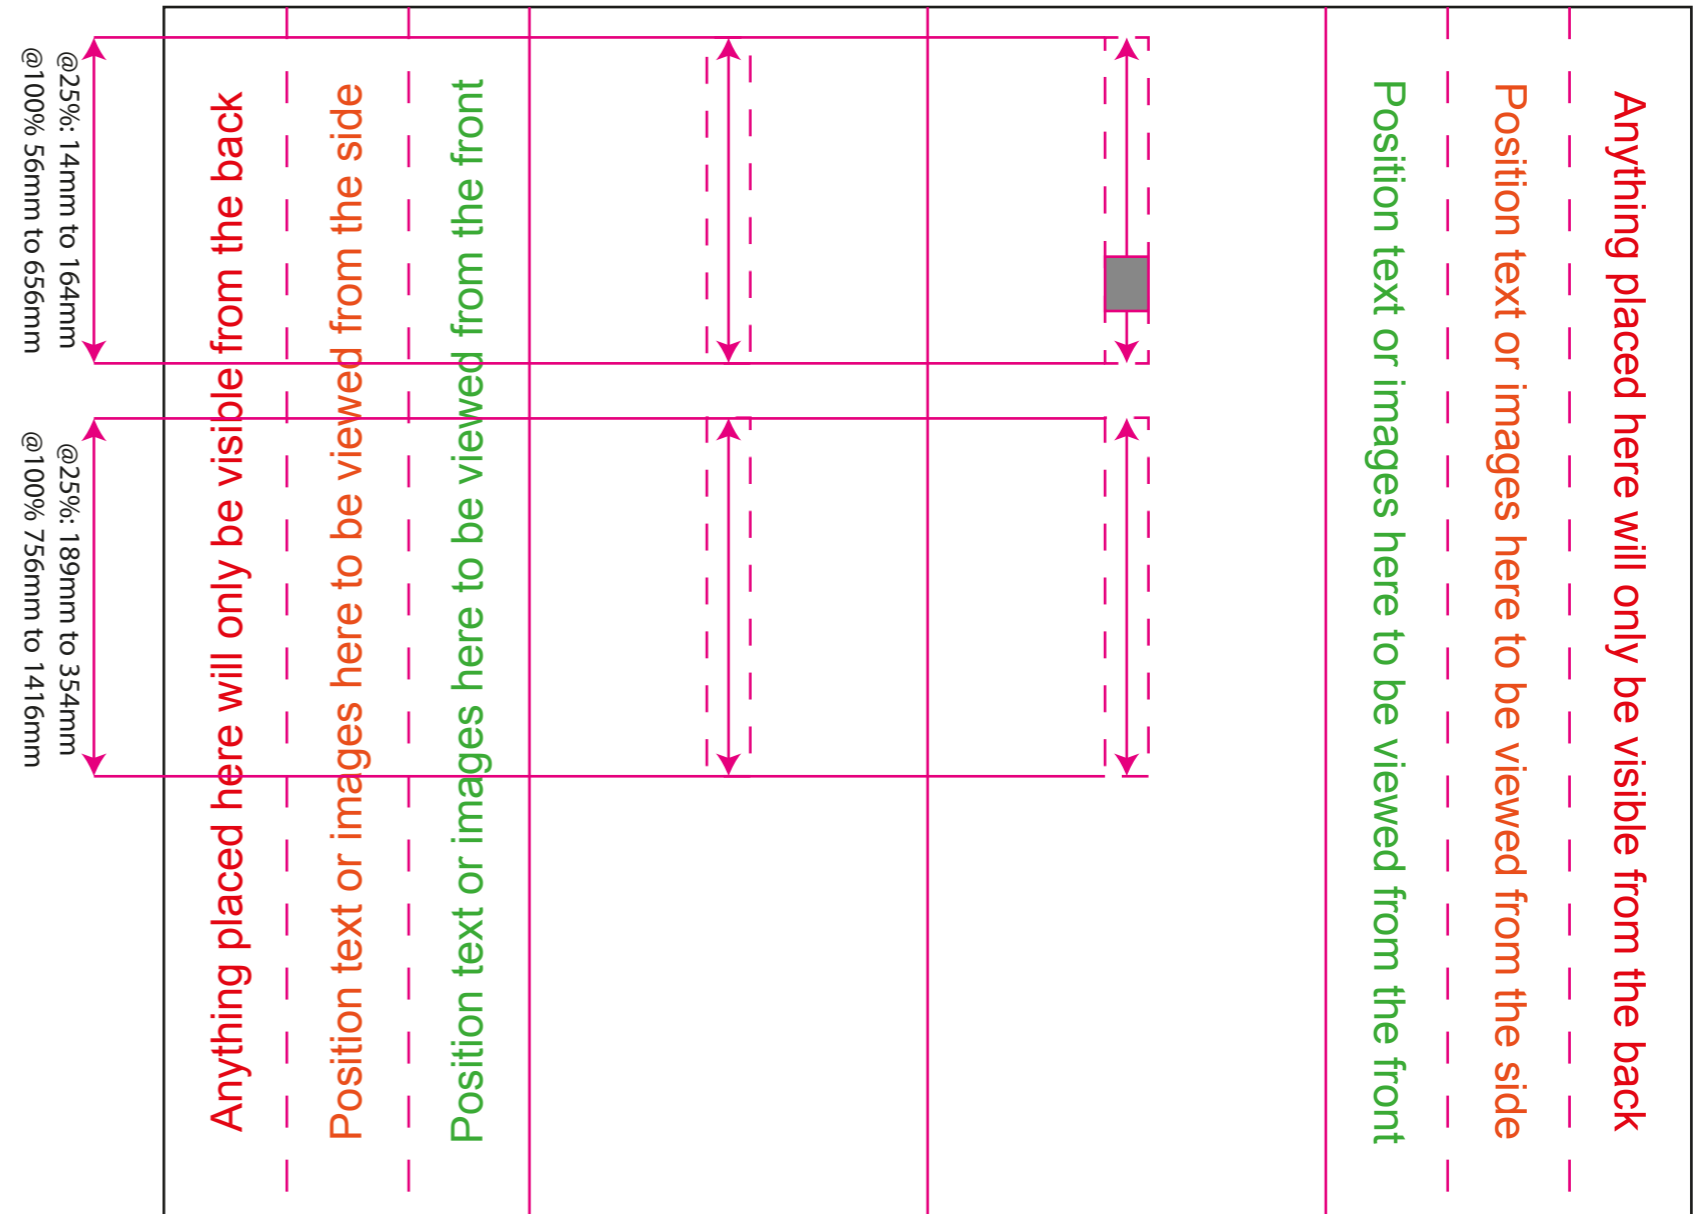 @25%: 14mm to 164mm
@100% 56mm to 656mm
@25%: 189mm to 354mm
@100% 756mm to 1416mm
Anything placed here will only be visible from the back
Position text or images here to be viewed from the side
Position text or images here to be viewed from the front
Position text or images here to be viewed from the front
Position text or images here to be viewed from the side
Anything placed here will only be visible from the back